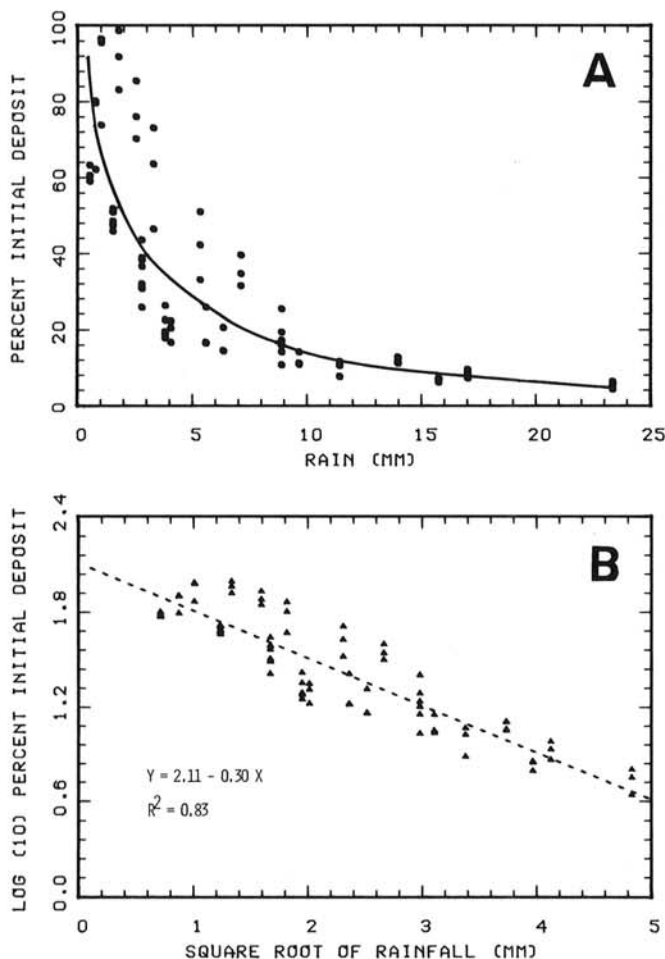 A
PERCENT INITIAL DEPOSIT
100
80
60
40
20
0
0 5 10 15 20 25
RAIN (MM)
B
LOG (10) PERCENT INITIAL DEPOSIT
2.4
1.8
1.2
0.6
0.0
Y = 2.11 - 0.30 X
R² = 0.83
0 1 2 3 4 5
SQUARE ROOT OF RAINFALL (MM)